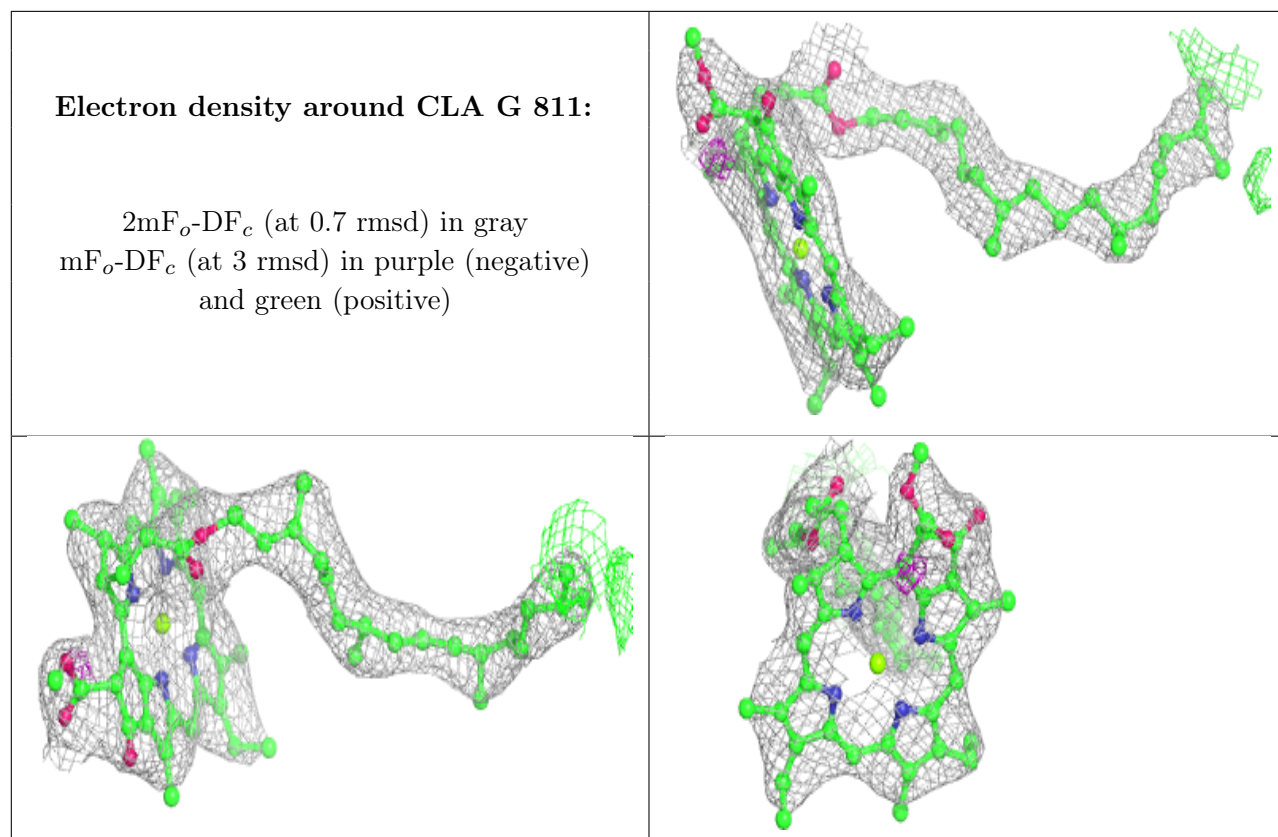 Electron density around CLA G 811:
2mFₒ-DF𝒸 (at 0.7 rmsd) in gray
mFₒ-DF𝒸 (at 3 rmsd) in purple (negative)
and green (positive)